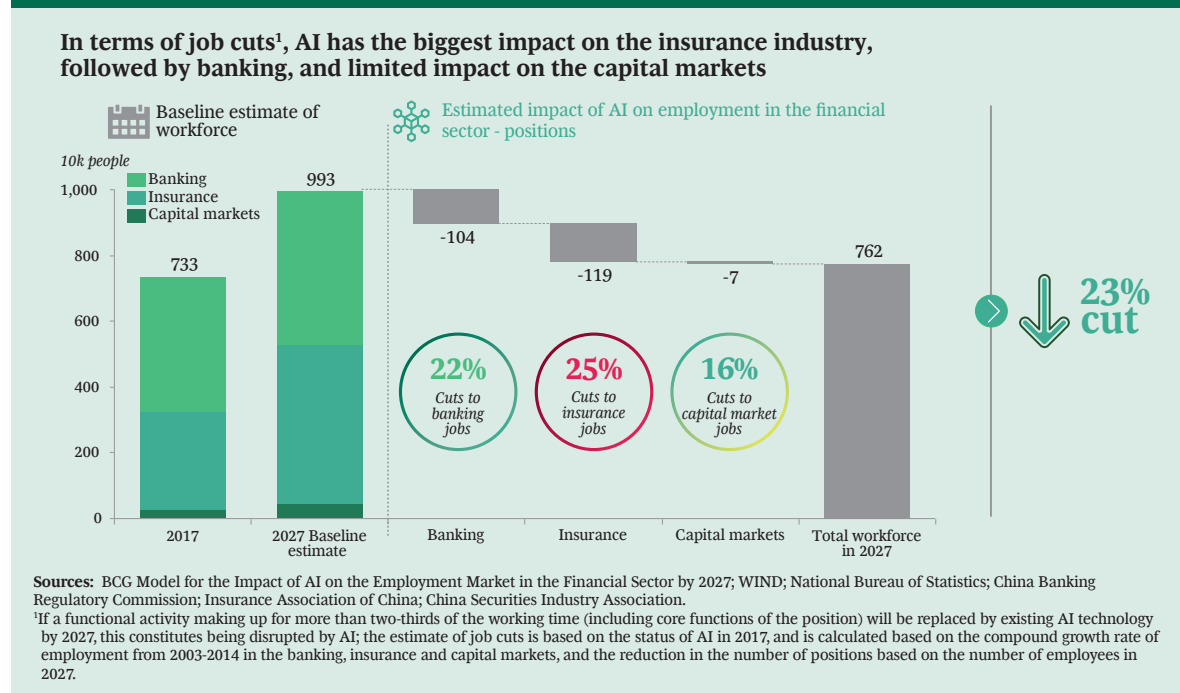 In terms of job cuts¹, AI has the biggest impact on the insurance industry,
followed by banking, and limited impact on the capital markets
Baseline estimate of
workforce
Estimated impact of AI on employment in the financial
sector - positions
10k people
Banking
Insurance
Capital markets
1,000
800
600
400
200
0
733
993
-104
-119
-7
762
22%
Cuts to
banking
jobs
25%
Cuts to
insurance
jobs
16%
Cuts to
capital market
jobs
23%
cut
2017
2027 Baseline
estimate
Banking
Insurance
Capital markets
Total workforce
in 2027
Sources: BCG Model for the Impact of AI on the Employment Market in the Financial Sector by 2027; WIND; National Bureau of Statistics; China Banking
Regulatory Commission; Insurance Association of China; China Securities Industry Association.
¹If a functional activity making up for more than two-thirds of the working time (including core functions of the position) will be replaced by existing AI technology
by 2027, this constitutes being disrupted by AI; the estimate of job cuts is based on the status of AI in 2017, and is calculated based on the compound growth rate of
employment from 2003-2014 in the banking, insurance and capital markets, and the reduction in the number of positions based on the number of employees in
2027.